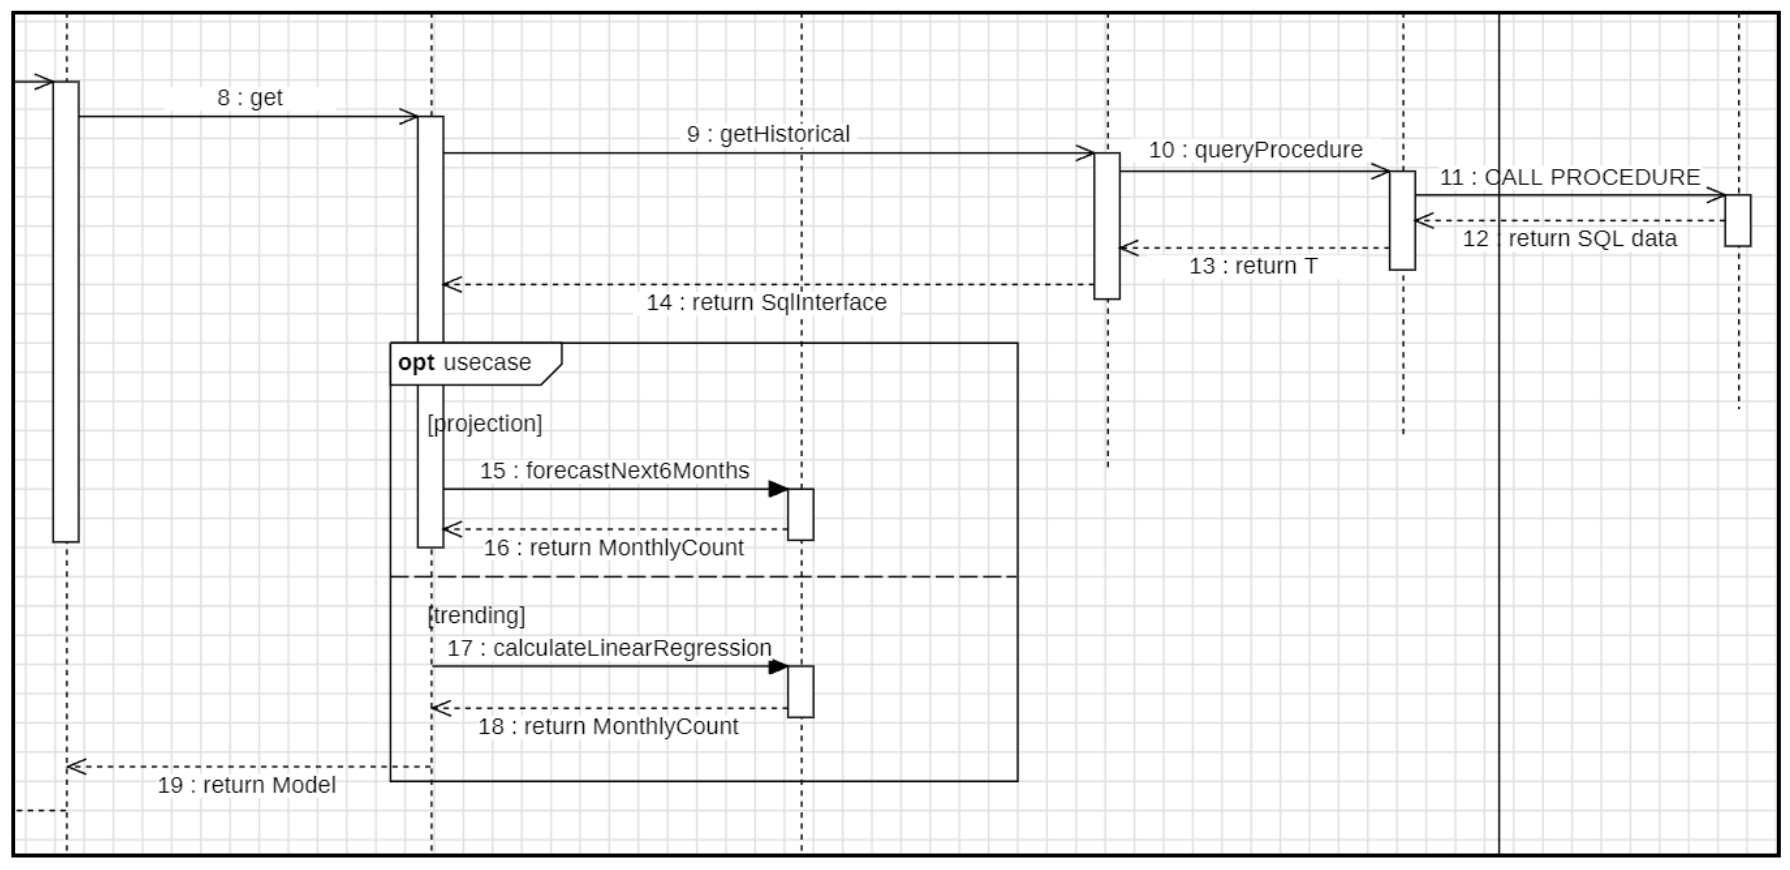 8 : get
9 : getHistorical
10 : queryProcedure
11 : CALL PROCEDURE
12 : return SQL data
13 : return T
14 : return SqlInterface
opt usecase
[projection]
15 : forecastNext6Months
16 : return MonthlyCount
[trending]
17 : calculateLinearRegression
18 : return MonthlyCount
19 : return Model